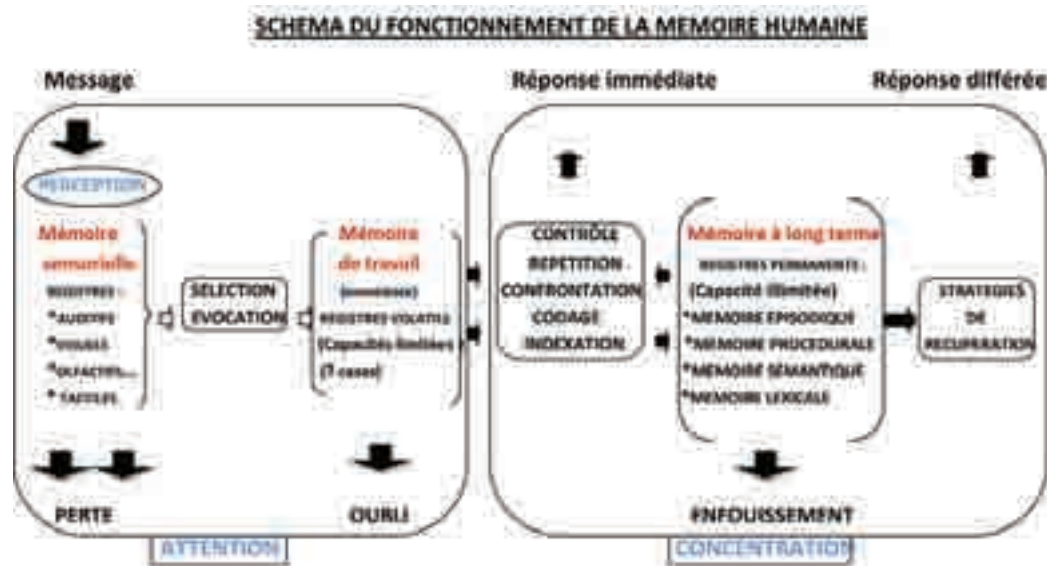 SCHEMA DU FONCTIONNEMENT DE LA MEMOIRE HUMAINE
Message
Réponse immédiate
Réponse différée
PERCEPTION
Mémoire
sensorielle
REGISTRES :
*AUDITIFS
*VISUELS
*OLFACTIFS...
* TACTILES
SELECTION
EVOCATION
Mémoire
de travail
REGISTRES VOLATILS
(Capacités limitées
(7 cases)
CONTRÔLE
REPETITION
CONFRONTATION
CODAGE
INDEXATION
Mémoire à long terme
REGISTRES PERMANENTS :
(Capacité illimitée)
*MEMOIRE EPISODIQUE
*MEMOIRE PROCEDURALE
*MEMOIRE SEMANTIQUE
*MEMOIRE LEXICALE
STRATEGIES
DE
RECUPERATION
PERTE
OUBLI
ENFOUISSEMENT
ATTENTION
CONCENTRATION